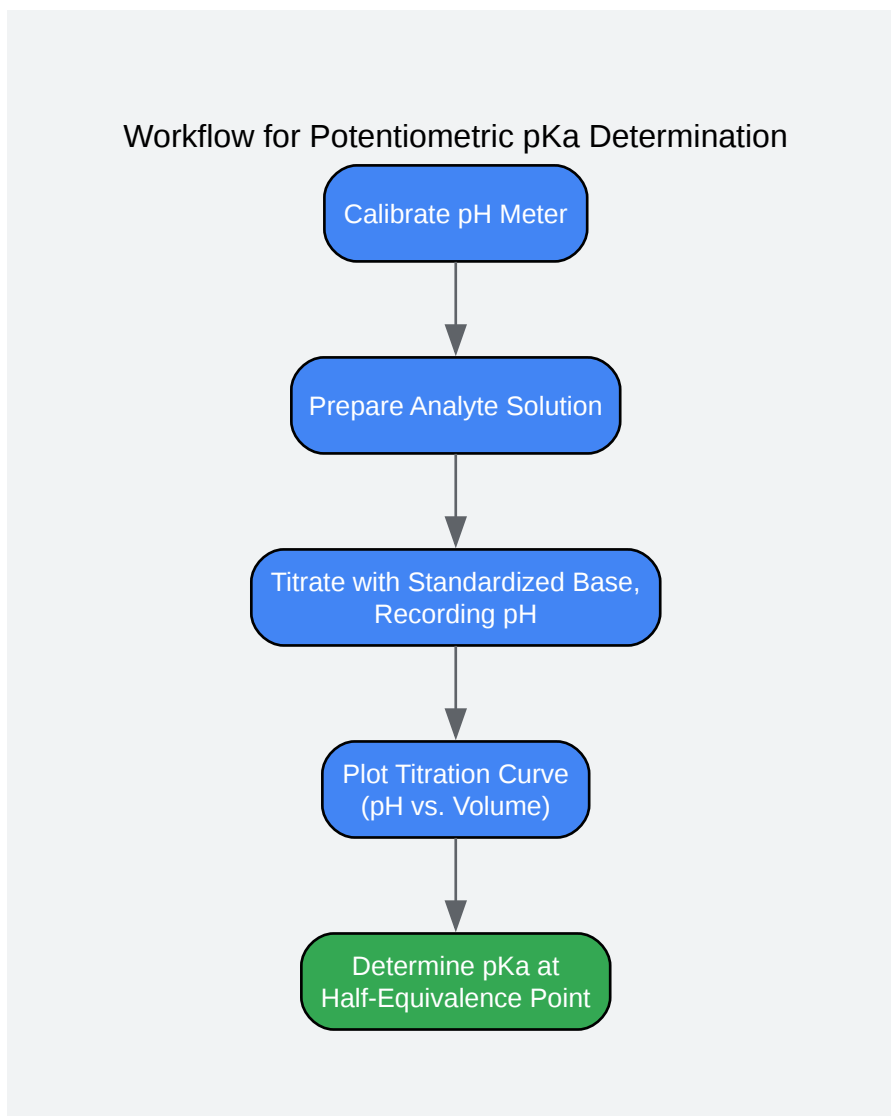 Workflow for Potentiometric pKa Determination
Calibrate pH Meter
Prepare Analyte Solution
Titrate with Standardized Base,
Recording pH
Plot Titration Curve
(pH vs. Volume)
Determine pKa at
Half-Equivalence Point